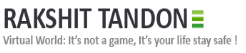 RAKSHIT TANDON
Virtual World: It's not a game, It's your life stay safe !